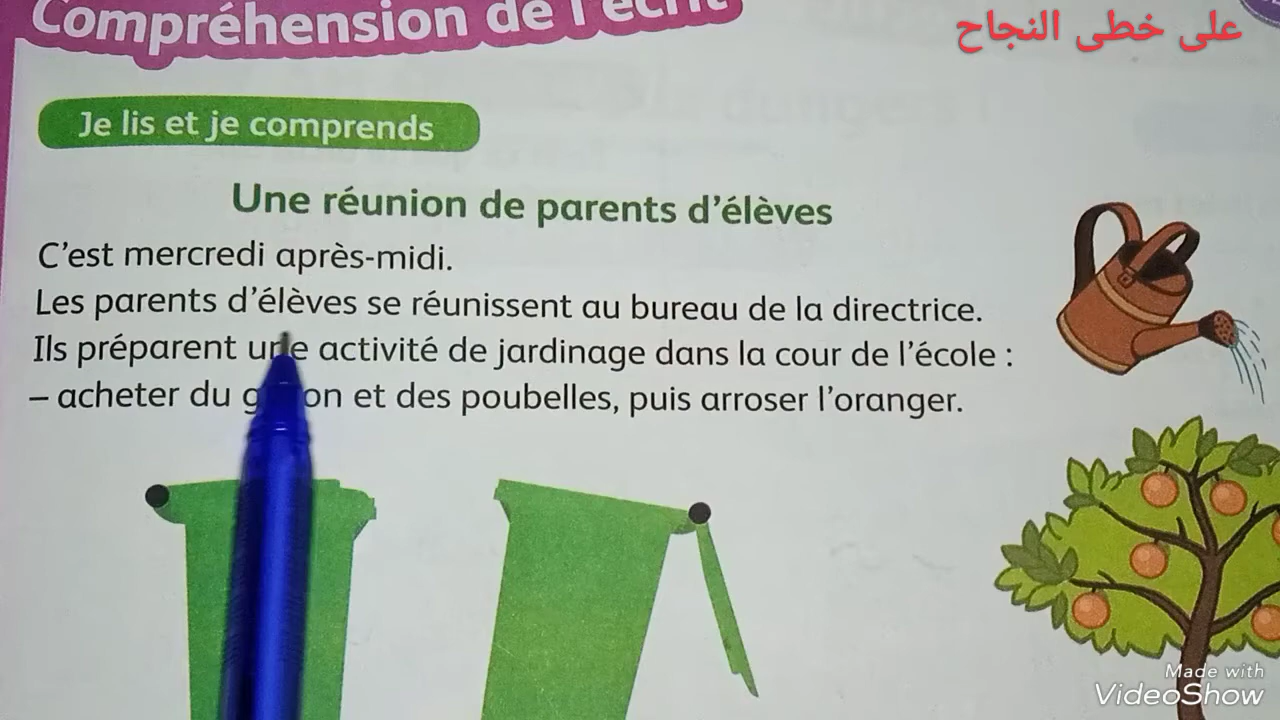 Compréhension de l'écrit
على خطى النجاح
Je lis et je comprends
Une réunion de parents d'élèves
C'est mercredi après-midi.
Les parents d'élèves se réunissent au bureau de la directrice.
Ils préparent une activité de jardinage dans la cour de l'école :
– acheter du et des poubelles, puis arroser l'oranger.
Made with
VideoShow